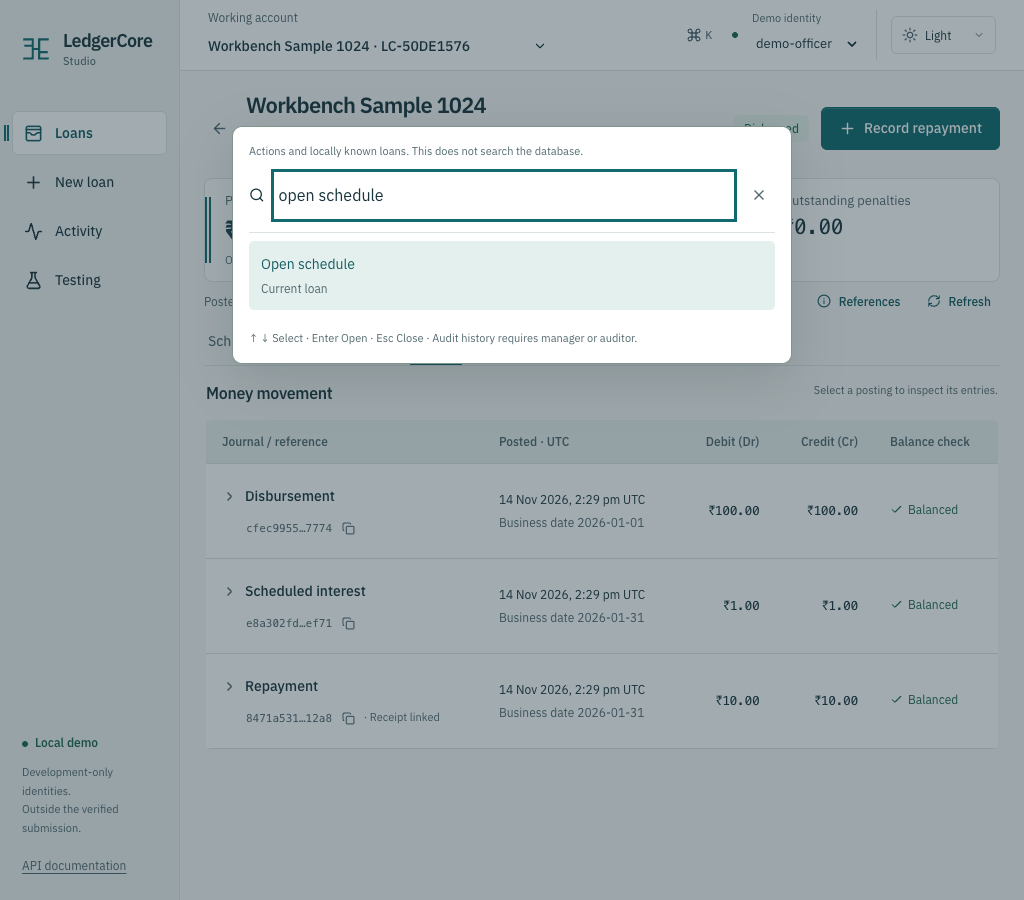 LedgerCore
Studio
Loans
New loan
Activity
Testing
Local demo
Development-only
identities.
Outside the verified
submission.
API documentation
Working account
Workbench Sample 1024 · LC-50DE1576
⌘ K
Demo identity
demo-officer
Light
Workbench Sample 1024
Record repayment
Actions and locally known loans. This does not search the database.
open schedule
Open schedule
Current loan
↑ ↓ Select · Enter Open · Esc Close · Audit history requires manager or auditor.
penalties
0.00
References
Refresh
Money movement
Select a posting to inspect its entries.
Journal / reference Posted · UTC Debit (Dr) Credit (Cr) Balance check
Disbursement
cfec9955…7774
14 Nov 2026, 2:29 pm UTC
Business date 2026-01-01
₹100.00 ₹100.00 Balanced
Scheduled interest
e8a302fd…ef71
14 Nov 2026, 2:29 pm UTC
Business date 2026-01-31
₹1.00 ₹1.00 Balanced
Repayment
8471a531…12a8 · Receipt linked
14 Nov 2026, 2:29 pm UTC
Business date 2026-01-31
₹10.00 ₹10.00 Balanced